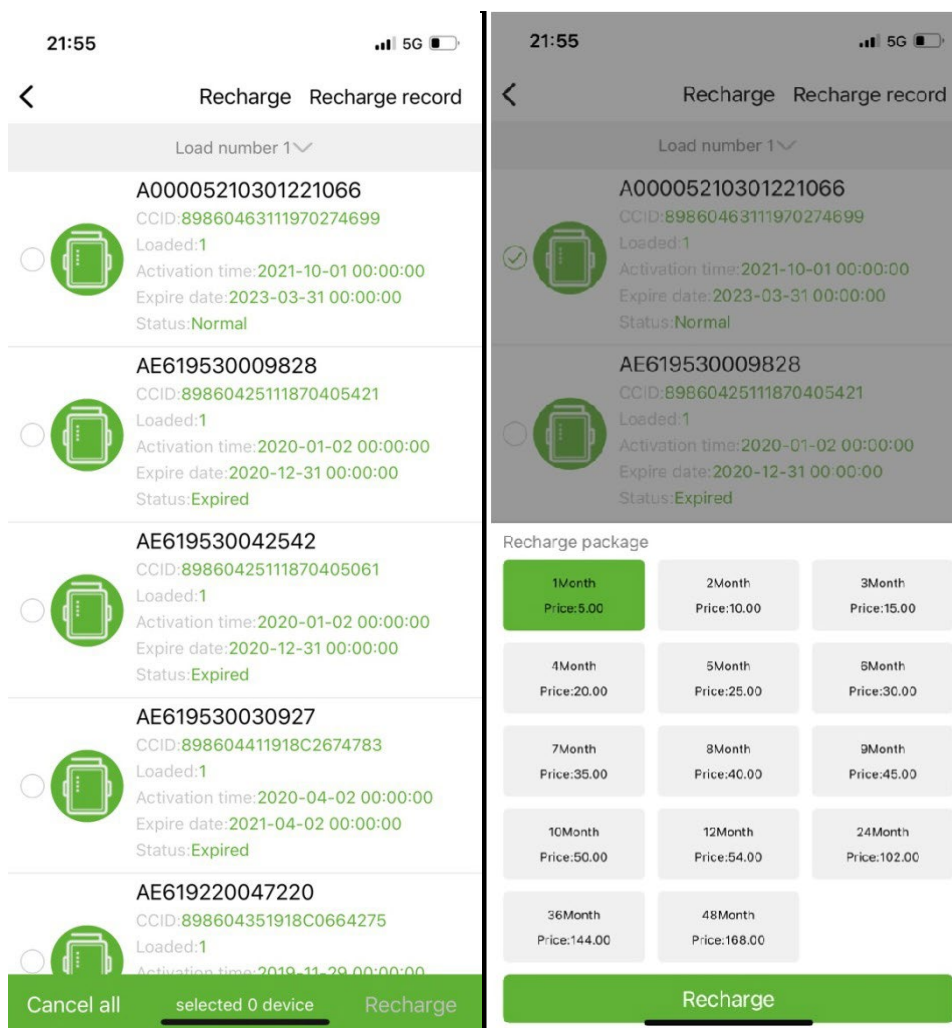 21:55
5G
Recharge Recharge record
Load number 1
A00005210301221066
CCID:89860463111970274699
Loaded:1
Activation time:2021-10-01 00:00:00
Expire date:2023-03-31 00:00:00
Status:Normal
AE619530009828
CCID:89860425111870405421
Loaded:1
Activation time:2020-01-02 00:00:00
Expire date:2020-12-31 00:00:00
Status:Expired
AE619530042542
CCID:89860425111870405061
Loaded:1
Activation time:2020-01-02 00:00:00
Expire date:2020-12-31 00:00:00
Status:Expired
AE619530030927
CCID:898604411918C2674783
Loaded:1
Activation time:2020-04-02 00:00:00
Expire date:2021-04-02 00:00:00
Status:Expired
AE619220047220
CCID:898604351918C0664275
Loaded:1
Activation time:2019-11-29 00:00:00
Cancel all selected 0 device Recharge
21:55
5G
Recharge Recharge record
Load number 1
A00005210301221066
CCID:89860463111970274699
Loaded:1
Activation time:2021-10-01 00:00:00
Expire date:2023-03-31 00:00:00
Status:Normal
AE619530009828
CCID:89860425111870405421
Loaded:1
Activation time:2020-01-02 00:00:00
Expire date:2020-12-31 00:00:00
Status:Expired
Recharge package
1Month 2Month 3Month
Price:5.00 Price:10.00 Price:15.00
4Month 5Month 6Month
Price:20.00 Price:25.00 Price:30.00
7Month 8Month 9Month
Price:35.00 Price:40.00 Price:45.00
10Month 12Month 24Month
Price:50.00 Price:54.00 Price:102.00
36Month 48Month
Price:144.00 Price:168.00
Recharge